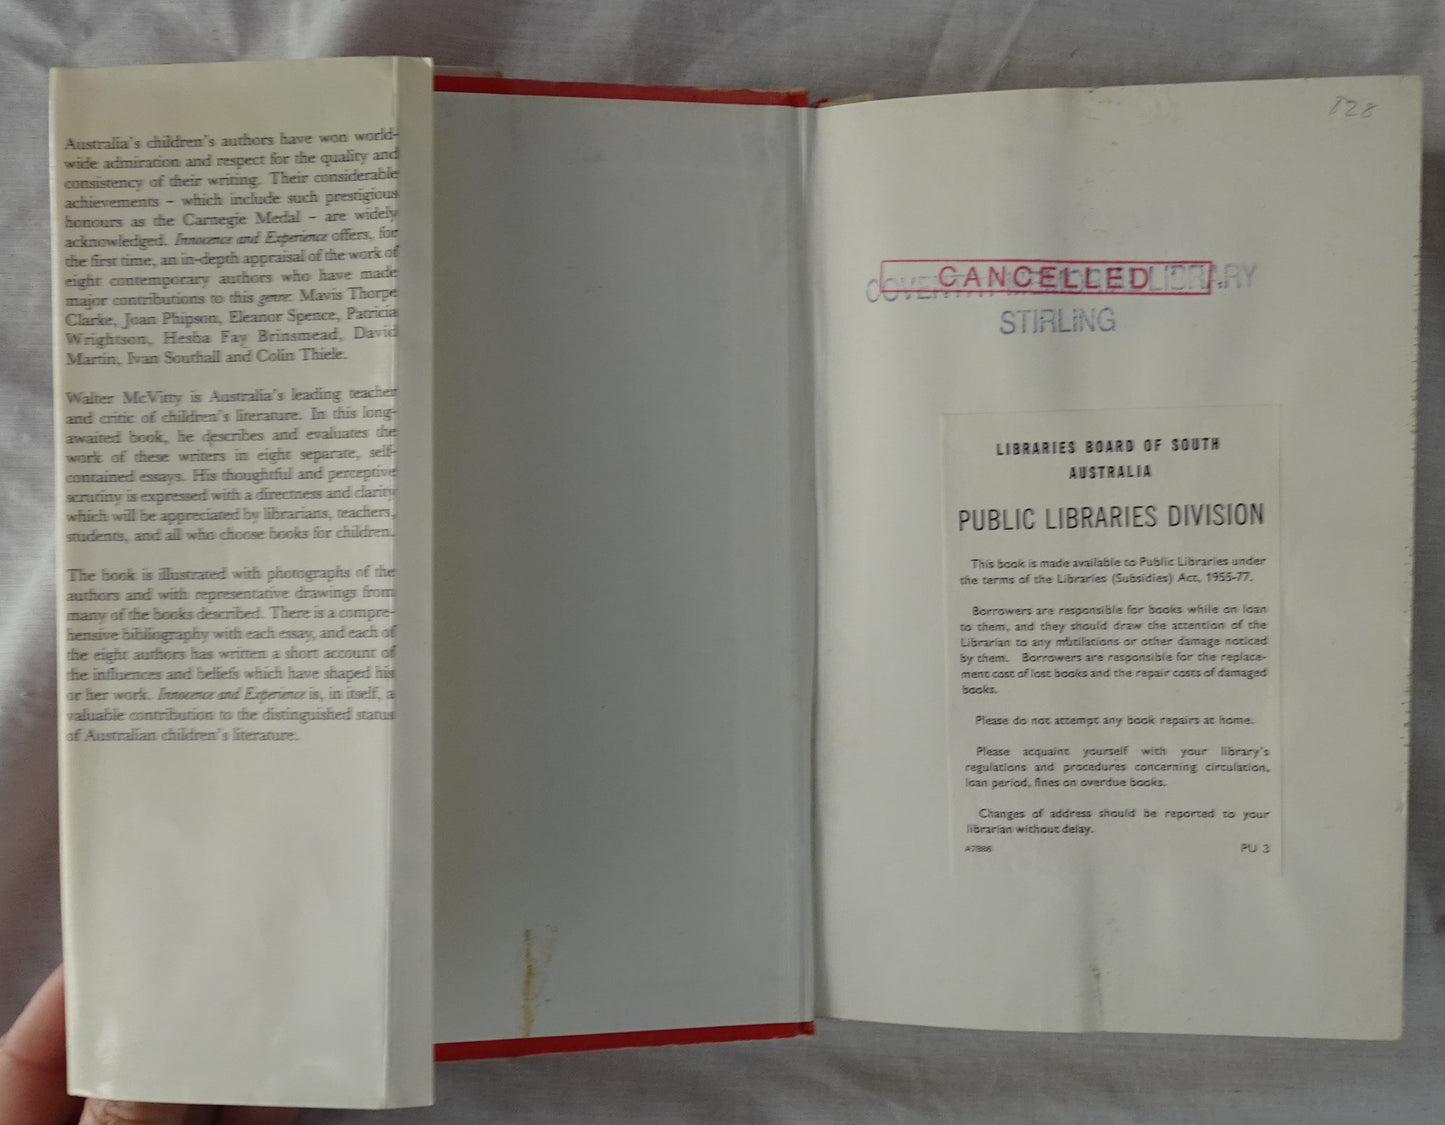 Australia's children's authors have won world-
wide admiration and respect for the quality and
consistency of their writing. Their considerable
achievements – which include such prestigious
honours as the Carnegie Medal – are widely
acknowledged. Innocence and Experience offers, for
the first time, an in-depth appraisal of the work of
eight contemporary authors who have made
major contributions to this genre: Mavis Thorpe
Clarke, Joan Phipson, Eleanor Spence, Patricia
Wrightson, Hesba Fay Brinsmead, David
Martin, Ivan Southall and Colin Thiele.
Walter McVitty is Australia's leading teacher
and critic of children's literature. In this long-
awaited book, he describes and evaluates the
work of these writers in eight separate, self-
contained essays. His thoughtful and perceptive
scrutiny is expressed with a directness and clarity
which will be appreciated by librarians, teachers,
students, and all who choose books for children.
The book is illustrated with photographs of the
authors and with representative drawings from
many of the books described. There is a compre-
hensive bibliography with each essay, and each of
the eight authors has written a short account of
the influences and beliefs which have shaped his
or her work. Innocence and Experience is, in itself, a
valuable contribution to the distinguished status
of Australian children's literature.
828
CANCELLED
COVENTRY LIBRARY
STIRLING
LIBRARIES BOARD OF SOUTH
AUSTRALIA
PUBLIC LIBRARIES DIVISION
This book is made available to Public Libraries under
the terms of the Libraries (Subsidies) Act, 1955-77.
Borrowers are responsible for books while on loan
to them, and they should draw the attention of the
Librarian to any mutilations or other damage noticed
by them. Borrowers are responsible for the replace-
ment cost of lost books and the repair costs of damaged
books.
Please do not attempt any book repairs at home.
Please acquaint yourself with your library's
regulations and procedures concerning circulation,
loan period, fines on overdue books.
Changes of address should be reported to your
librarian without delay.
A7886 PU 3